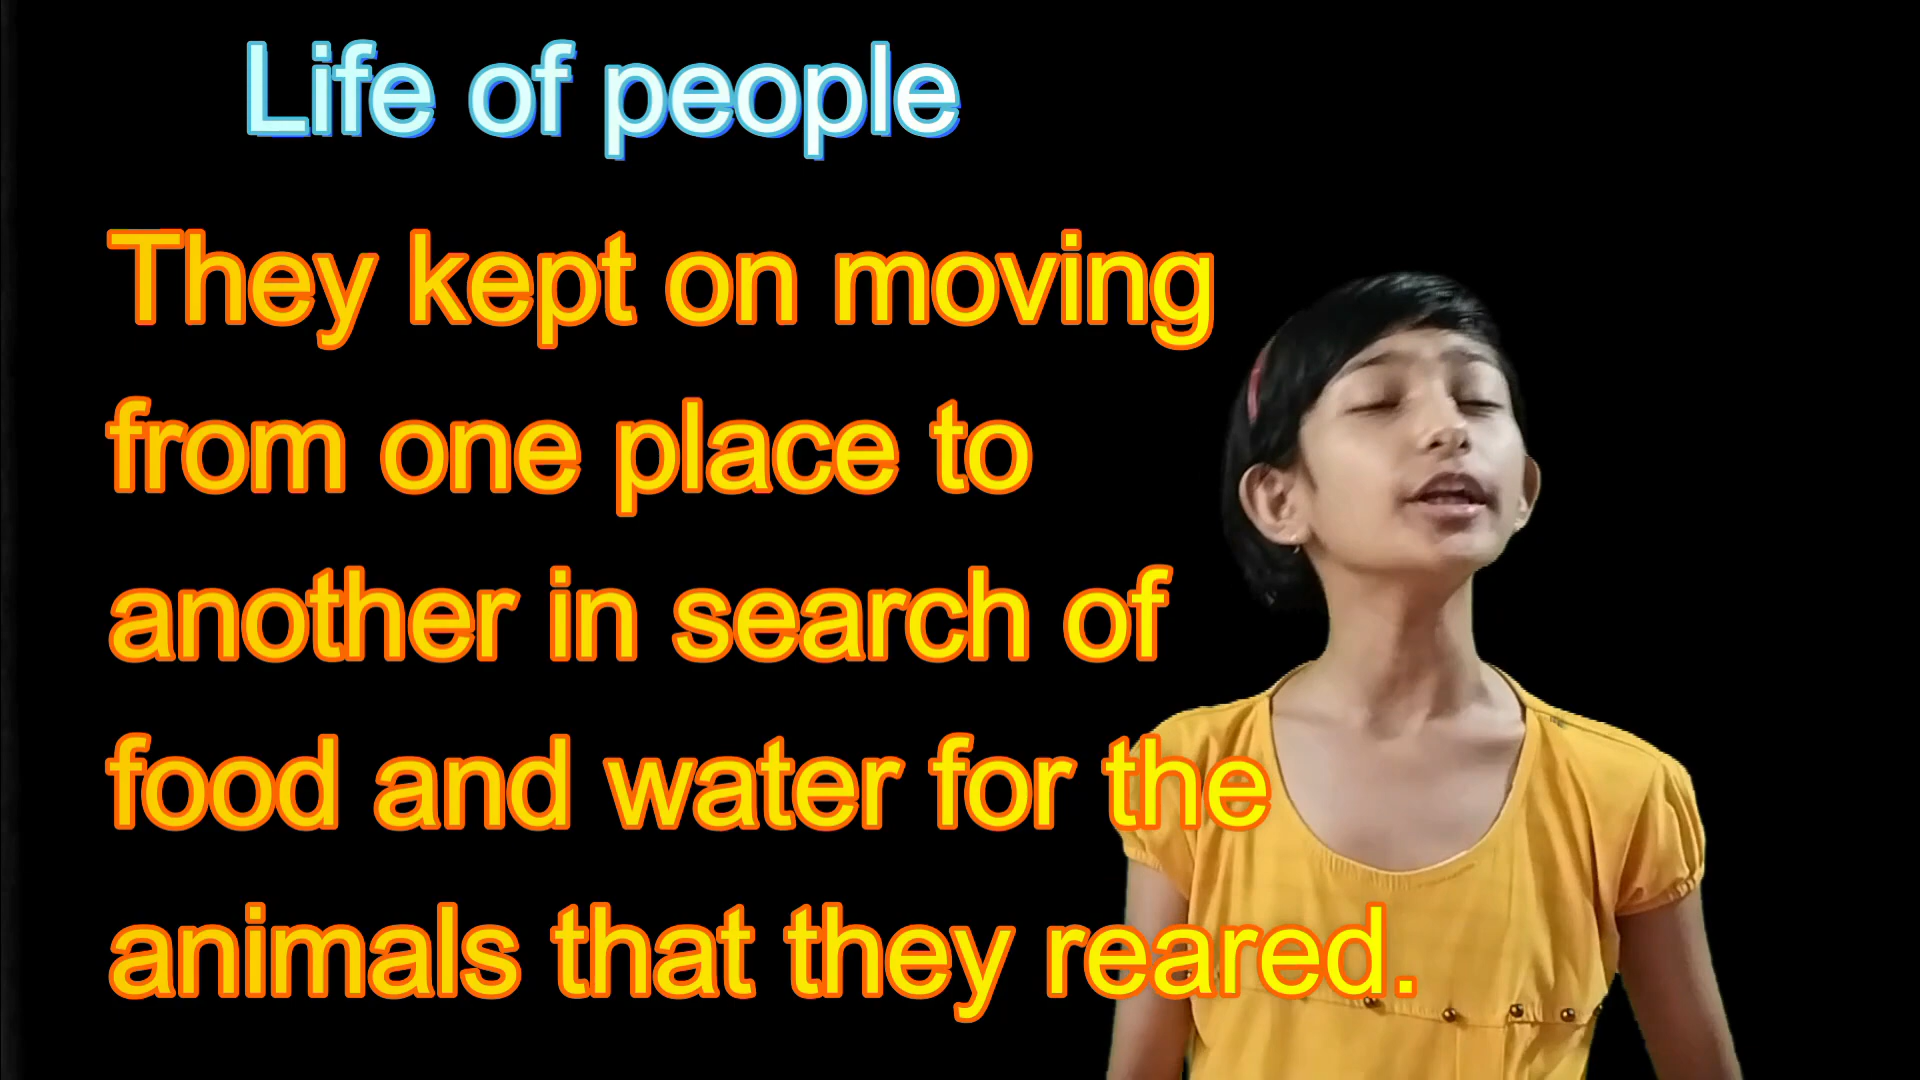 Life of people
They kept on moving
from one place to
another in search of
food and water for the
animals that they reared.